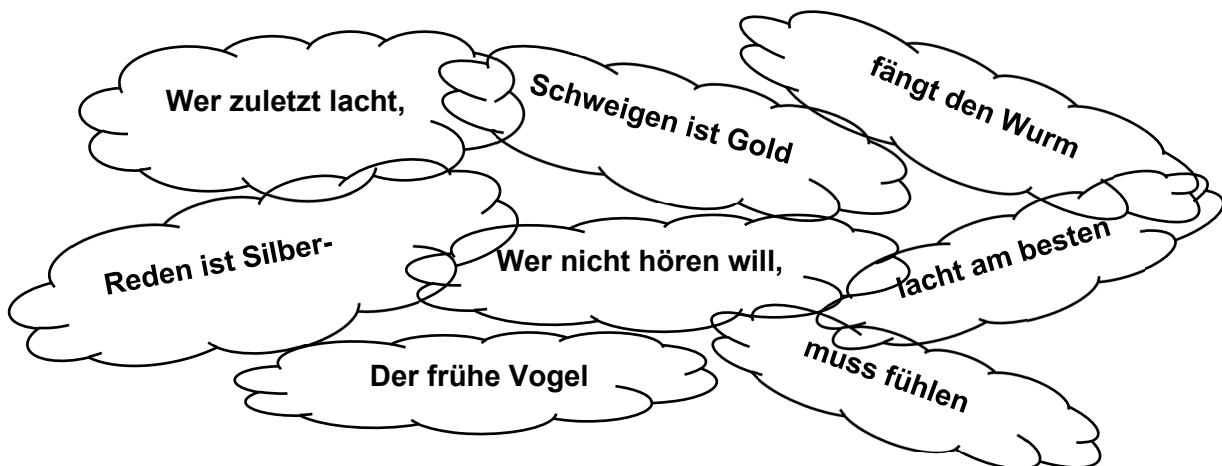 Wer zuletzt lacht,
Schweigen ist Gold
fängt den Wurm
Reden ist Silber-
Wer nicht hören will,
lacht am besten
Der frühe Vogel
muss fühlen